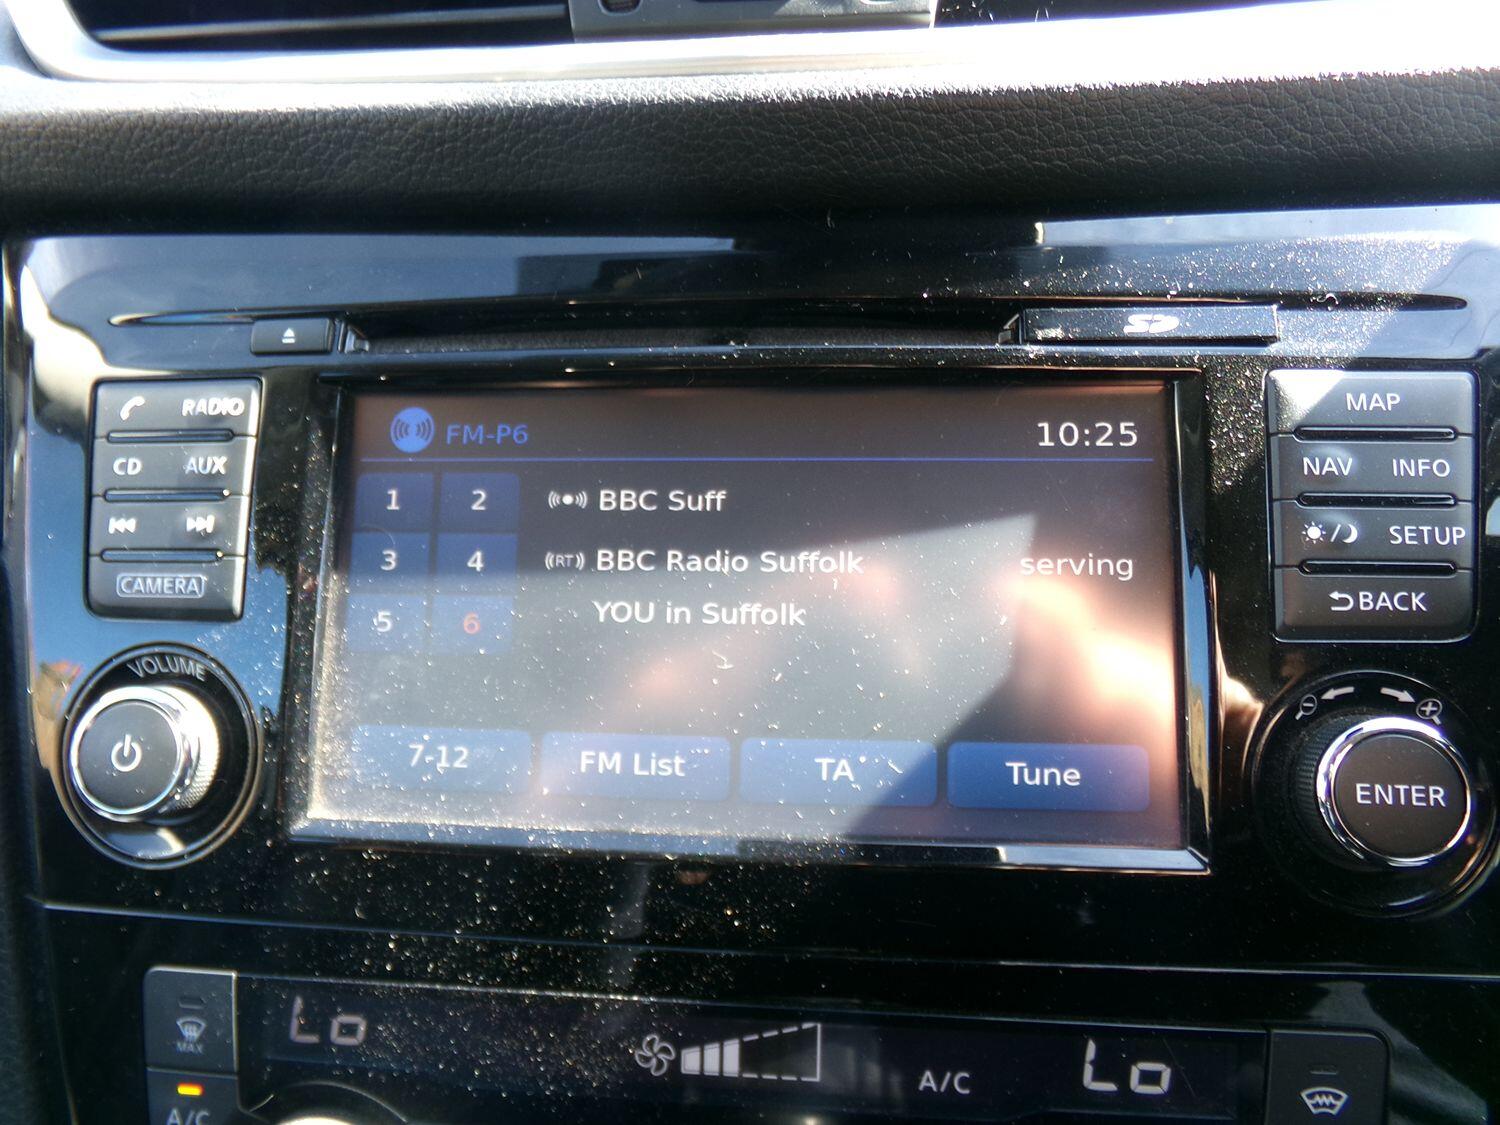 SD
RADIO
CD AUX
CAMERA
VOLUME
FM-P6 10:25
1 2 BBC Suff
3 4 (RT) BBC Radio Suffolk serving
5 6 YOU in Suffolk
7-12 FM List TA Tune
MAP
NAV INFO
SETUP
BACK
ENTER
MAX
A/C
Lo A/C Lo